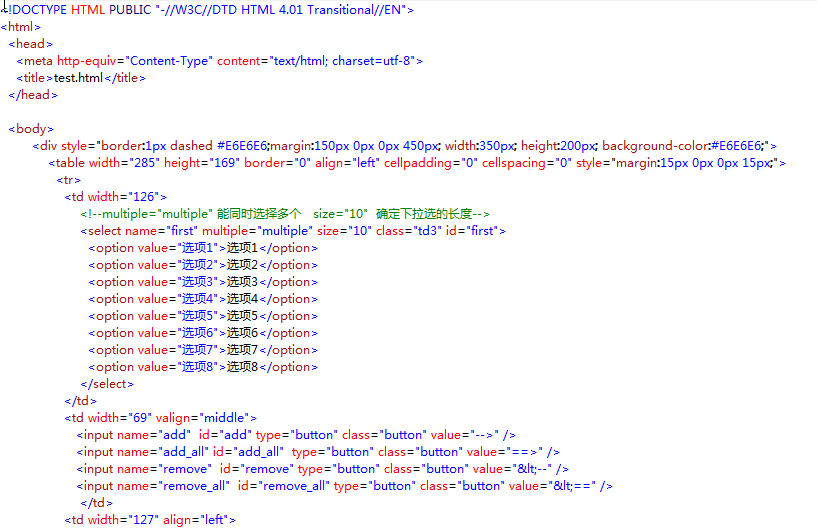 <!DOCTYPE HTML PUBLIC "-//W3C//DTD HTML 4.01 Transitional//EN">
<html>
<head>
<meta http-equiv="Content-Type" content="text/html; charset=utf-8">
<title>test.html</title>
</head>
<body>
<div style="border:1px dashed #E6E6E6;margin:150px 0px 0px 450px; width:350px; height:200px; background-color:#E6E6E6;">
<table width="285" height="169" border="0" align="left" cellpadding="0" cellspacing="0" style="margin:15px 0px 0px 15px;">
<tr>
<td width="126">
<!--multiple="multiple" 能同时选择多个 size="10" 确定下拉选的长度-->
<select name="first" multiple="multiple" size="10" class="td3" id="first">
<option value="选项1">选项1</option>
<option value="选项2">选项2</option>
<option value="选项3">选项3</option>
<option value="选项4">选项4</option>
<option value="选项5">选项5</option>
<option value="选项6">选项6</option>
<option value="选项7">选项7</option>
<option value="选项8">选项8</option>
</select>
</td>
<td width="69" valign="middle">
<input name="add" id="add" type="button" class="button" value="-->" />
<input name="add_all" id="add_all" type="button" class="button" value="==>" />
<input name="remove" id="remove" type="button" class="button" value="&lt;--" />
<input name="remove_all" id="remove_all" type="button" class="button" value="&lt;==" />
</td>
<td width="127" align="left">